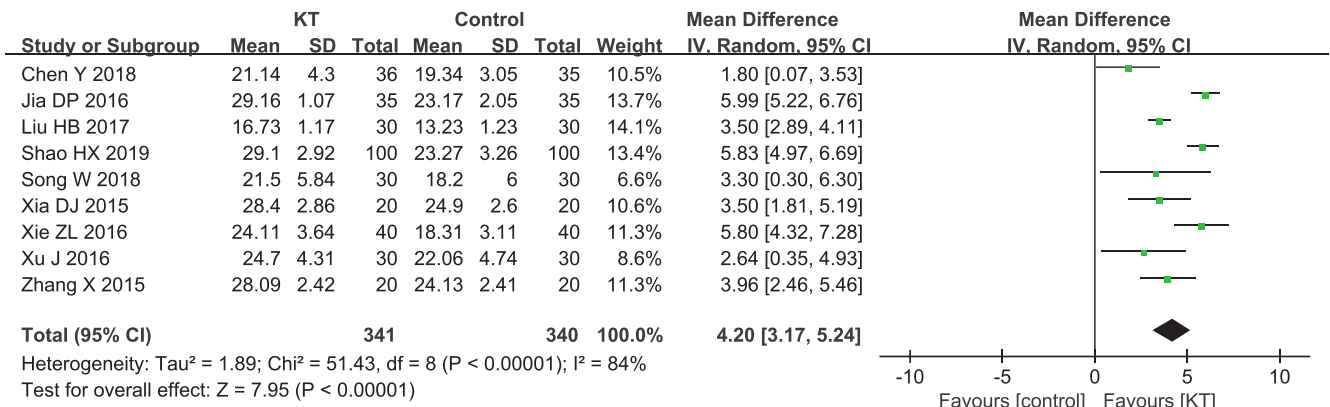 KT Control Mean Difference Mean Difference
Study or Subgroup Mean SD Total Mean SD Total Weight IV, Random, 95% CI IV, Random, 95% CI
Chen Y 2018 21.14 4.3 36 19.34 3.05 35 10.5% 1.80 [0.07, 3.53]
Jia DP 2016 29.16 1.07 35 23.17 2.05 35 13.7% 5.99 [5.22, 6.76]
Liu HB 2017 16.73 1.17 30 13.23 1.23 30 14.1% 3.50 [2.89, 4.11]
Shao HX 2019 29.1 2.92 100 23.27 3.26 100 13.4% 5.83 [4.97, 6.69]
Song W 2018 21.5 5.84 30 18.2 6 30 6.6% 3.30 [0.30, 6.30]
Xia DJ 2015 28.4 2.86 20 24.9 2.6 20 10.6% 3.50 [1.81, 5.19]
Xie ZL 2016 24.11 3.64 40 18.31 3.11 40 11.3% 5.80 [4.32, 7.28]
Xu J 2016 24.7 4.31 30 22.06 4.74 30 8.6% 2.64 [0.35, 4.93]
Zhang X 2015 28.09 2.42 20 24.13 2.41 20 11.3% 3.96 [2.46, 5.46]
Total (95% CI) 341 340 100.0% 4.20 [3.17, 5.24]
Heterogeneity: Tau² = 1.89; Chi² = 51.43, df = 8 (P < 0.00001); I² = 84%
Test for overall effect: Z = 7.95 (P < 0.00001)
-10 -5 0 5 10
Favours [control] Favours [KT]